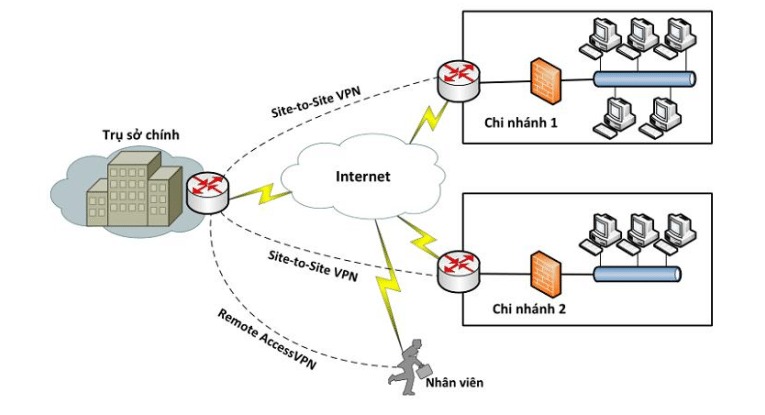 Site-to-Site VPN
Trụ sở chính
Chi nhánh 1
Internet
Site-to-Site VPN
Chi nhánh 2
Remote AccessVPN
Nhân viên